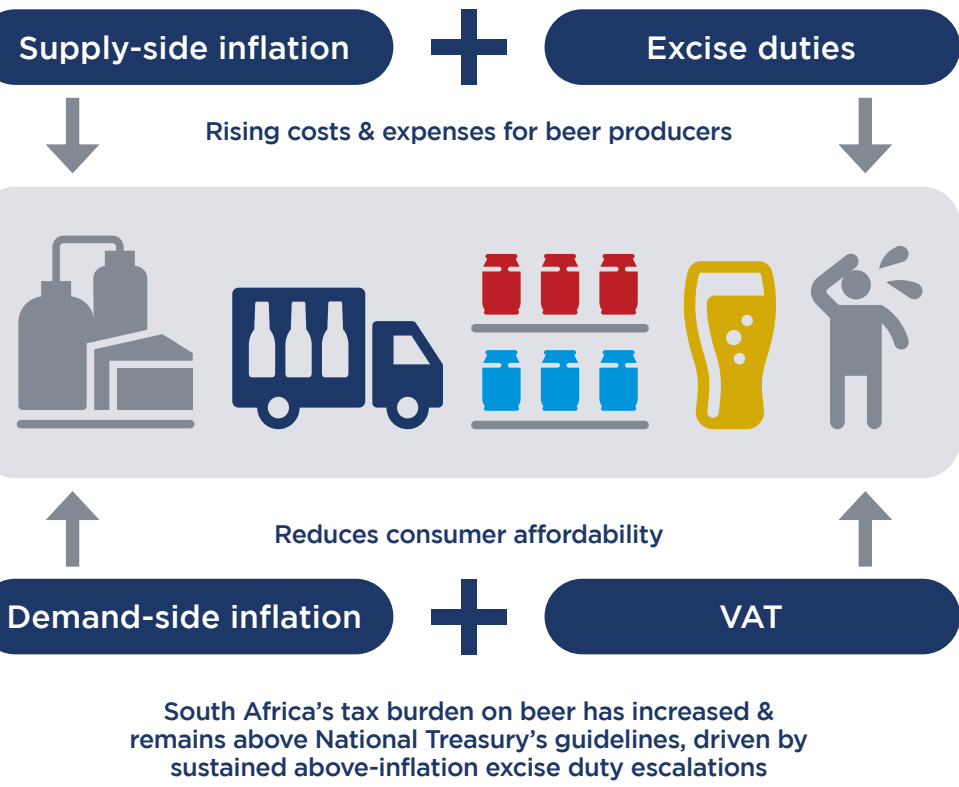 Supply-side inflation
Excise duties
Rising costs & expenses for beer producers
Reduces consumer affordability
Demand-side inflation
VAT
South Africa’s tax burden on beer has increased &
remains above National Treasury’s guidelines, driven by
sustained above-inflation excise duty escalations